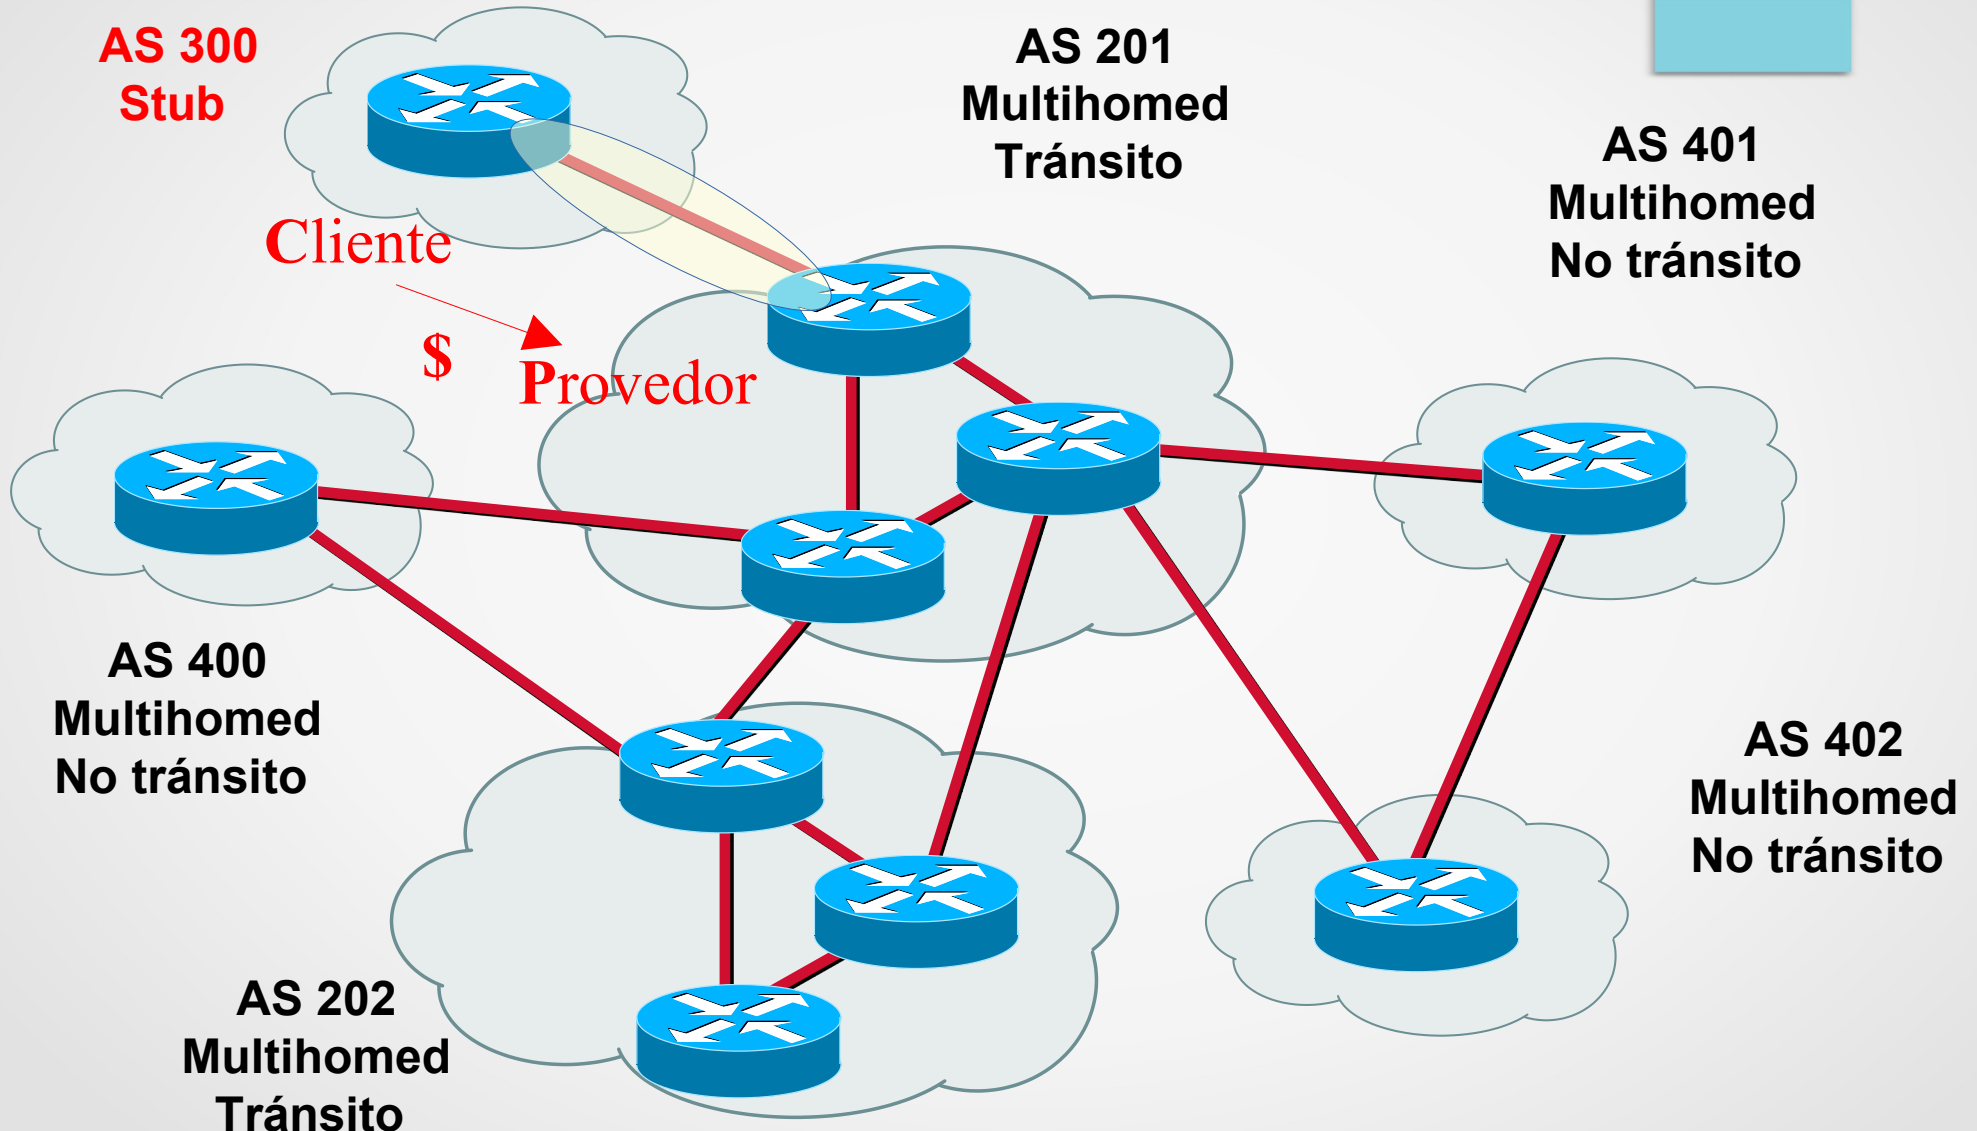 AS 300
Stub
AS 201
Multihomed
Tránsito
AS 401
Multihomed
No tránsito
Cliente
$
Provedor
AS 400
Multihomed
No tránsito
AS 402
Multihomed
No tránsito
AS 202
Multihomed
Tránsito